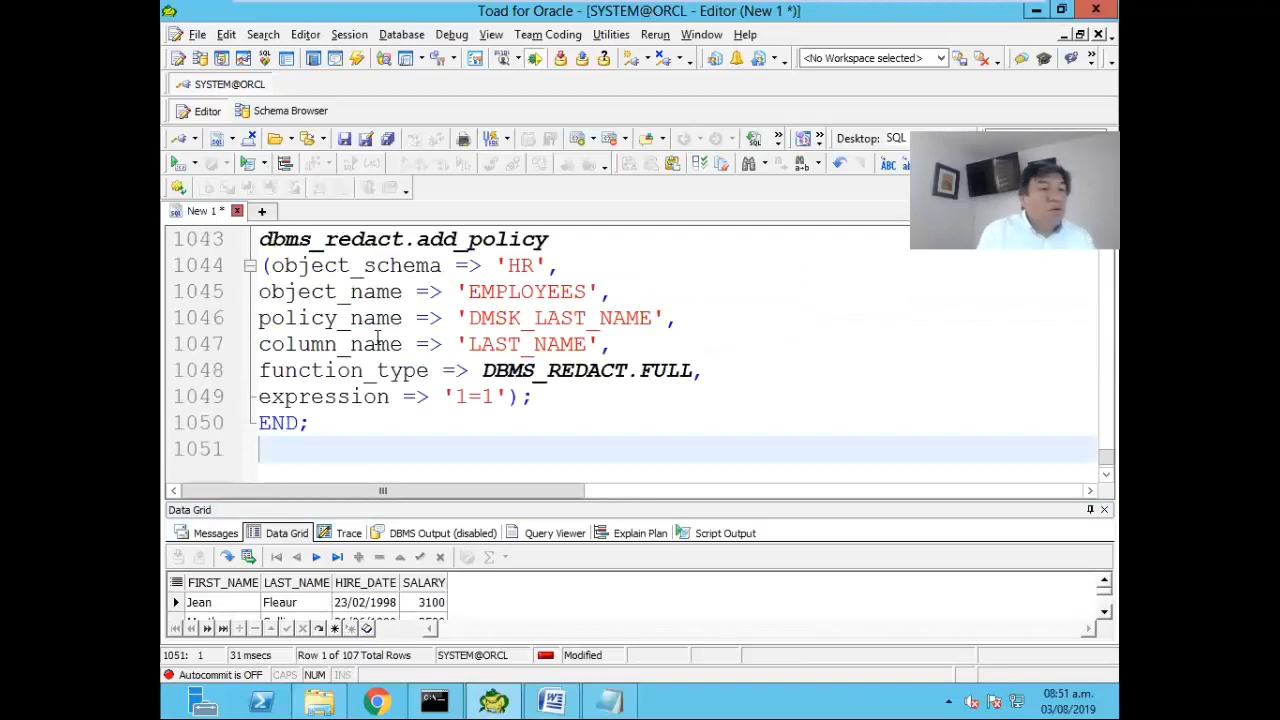 Toad for Oracle - [SYSTEM@ORCL - Editor (New 1 *)]
File Edit Search Editor Session Database Debug View Team Coding Utilities Rerun Window Help
<No Workspace selected>
SYSTEM@ORCL
Editor Schema Browser
Desktop: SQL
New 1 *
1043 dbms_redact.add_policy
1044 (object_schema => 'HR',
1045 object_name => 'EMPLOYEES',
1046 policy_name => 'DMSK_LAST_NAME',
1047 column_name => 'LAST_NAME',
1048 function_type => DBMS_REDACT.FULL,
1049 expression => '1=1');
1050 END;
1051
Data Grid
Messages Data Grid Trace DBMS Output (disabled) Query Viewer Explain Plan Script Output
FIRST_NAME LAST_NAME HIRE_DATE SALARY
Jean Fleaur 23/02/1998 3100
1051: 1 31 msecs Row 1 of 107 Total Rows SYSTEM@ORCL Modified
Autocommit is OFF CAPS NUM INS
08:51 a.m.
03/08/2019